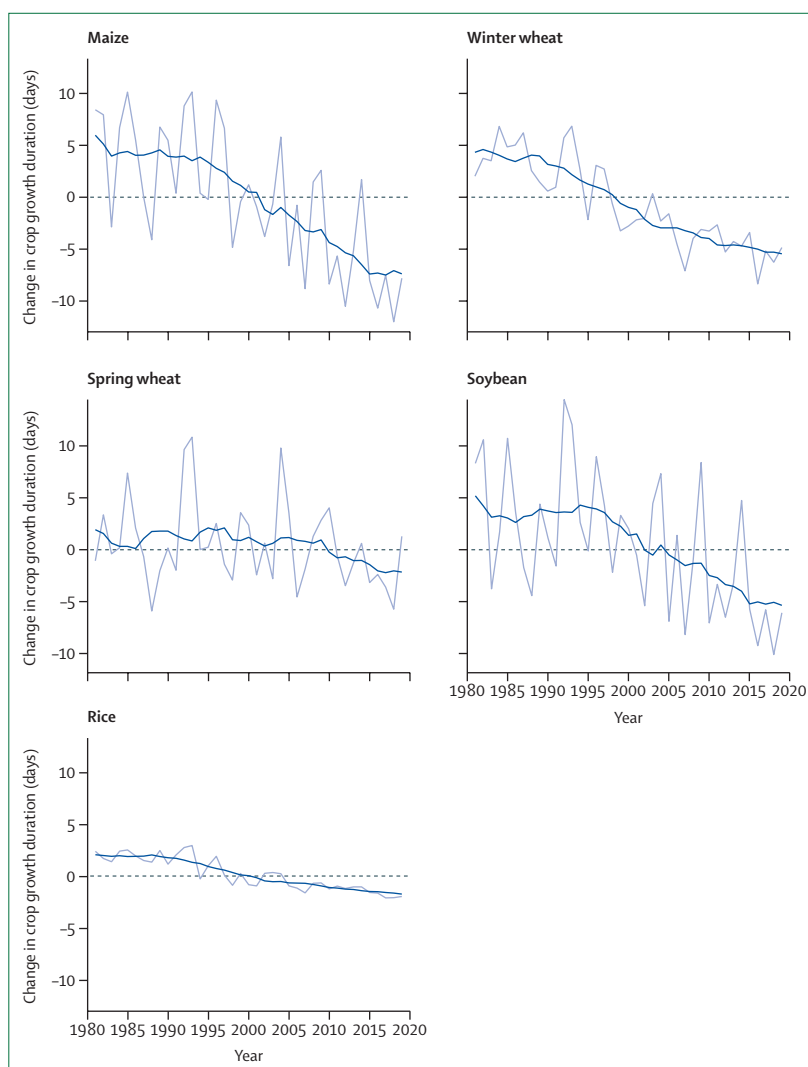 Maize
Winter wheat
Change in crop growth duration (days)
10
5
0
−5
−10
Spring wheat
Soybean
Change in crop growth duration (days)
10
5
0
−5
−10
1980 1985 1990 1995 2000 2005 2010 2015 2020
Year
Rice
Change in crop growth duration (days)
10
5
0
−5
−10
1980 1985 1990 1995 2000 2005 2010 2015 2020
Year